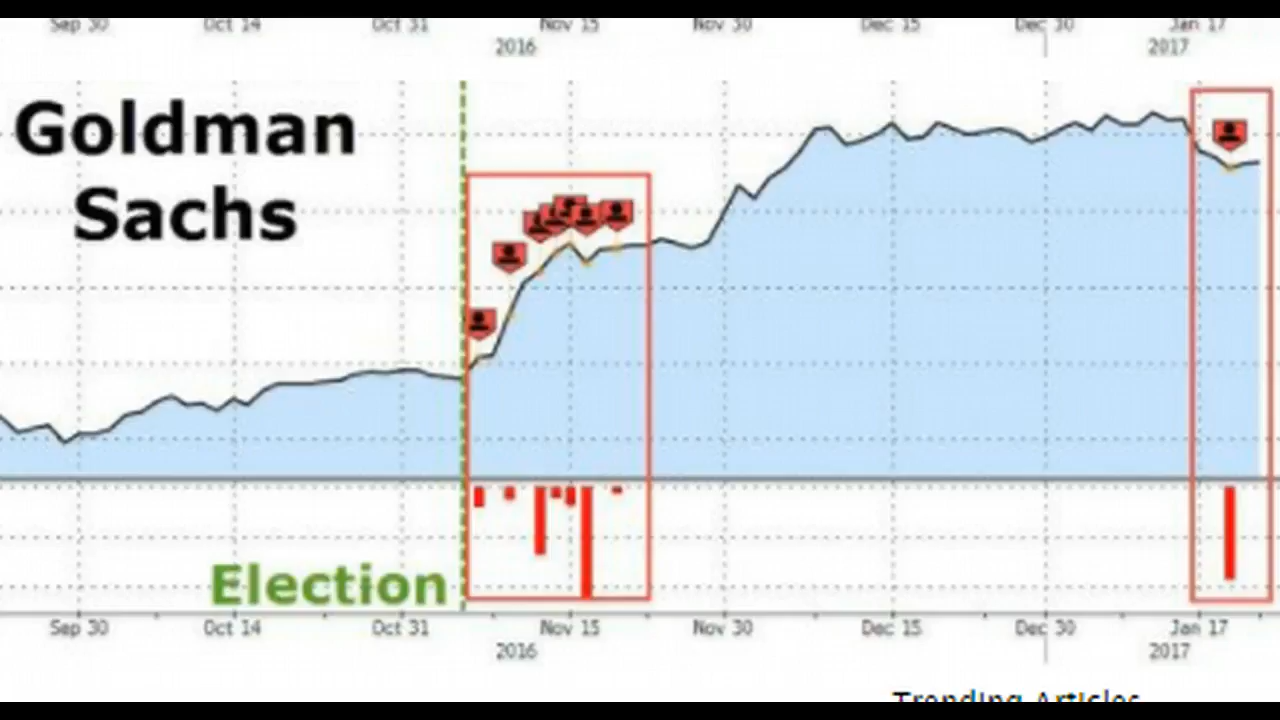 Sep 30 Oct 14 Oct 31 Nov 15 Nov 30 Dec 15 Dec 30 Jan 17
2016 2017
Goldman
Sachs
Election
Sep 30 Oct 14 Oct 31 Nov 15 Nov 30 Dec 15 Dec 30 Jan 17
2016 2017
Trending Articles